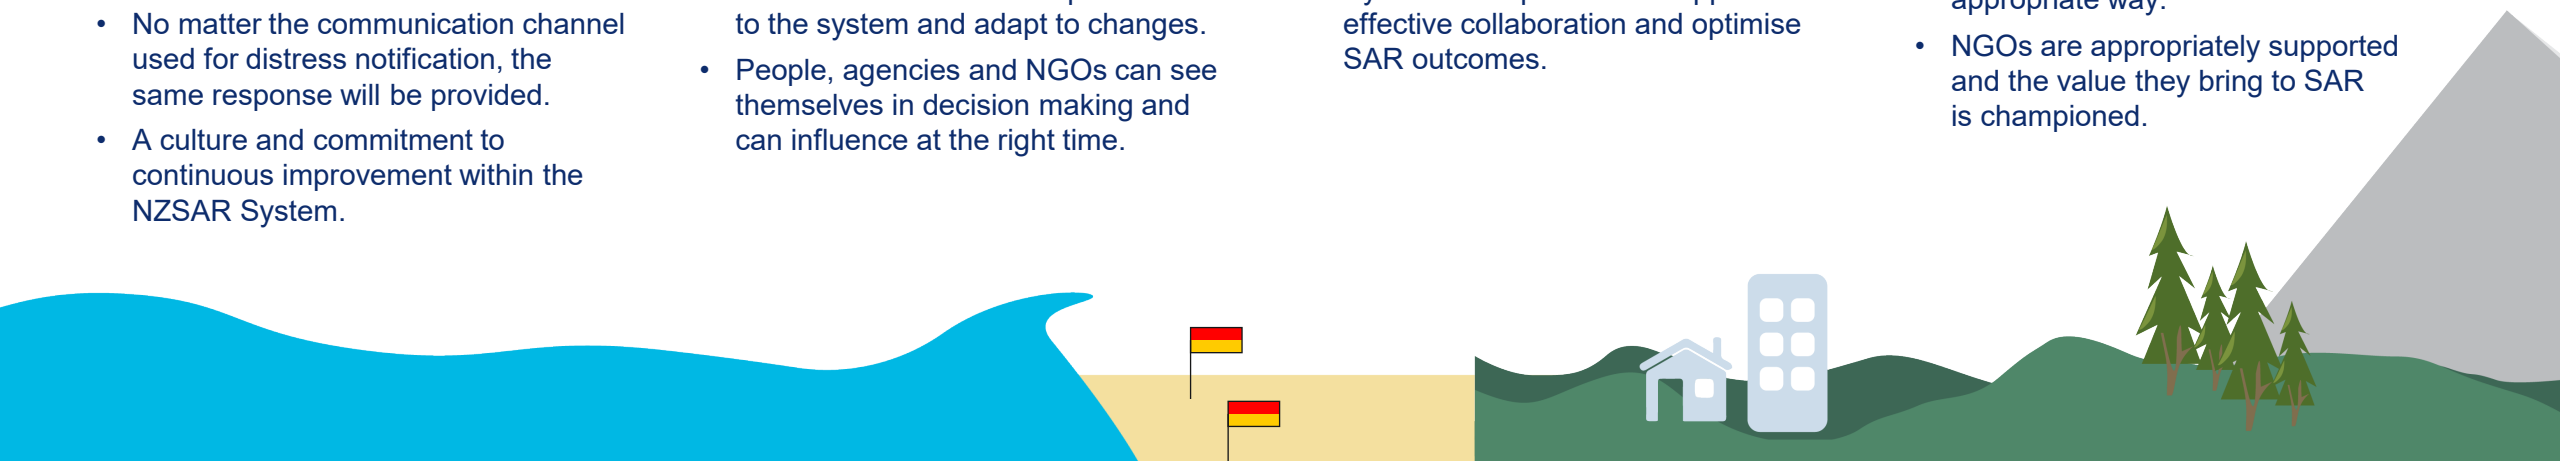 • No matter the communication channel
used for distress notification, the
same response will be provided.
• A culture and commitment to
continuous improvement within the
NZSAR System.
to the system and adapt to changes.
• People, agencies and NGOs can see
themselves in decision making and
can influence at the right time.
effective collaboration and optimise
SAR outcomes.
appropriate way.
• NGOs are appropriately supported
and the value they bring to SAR
is championed.